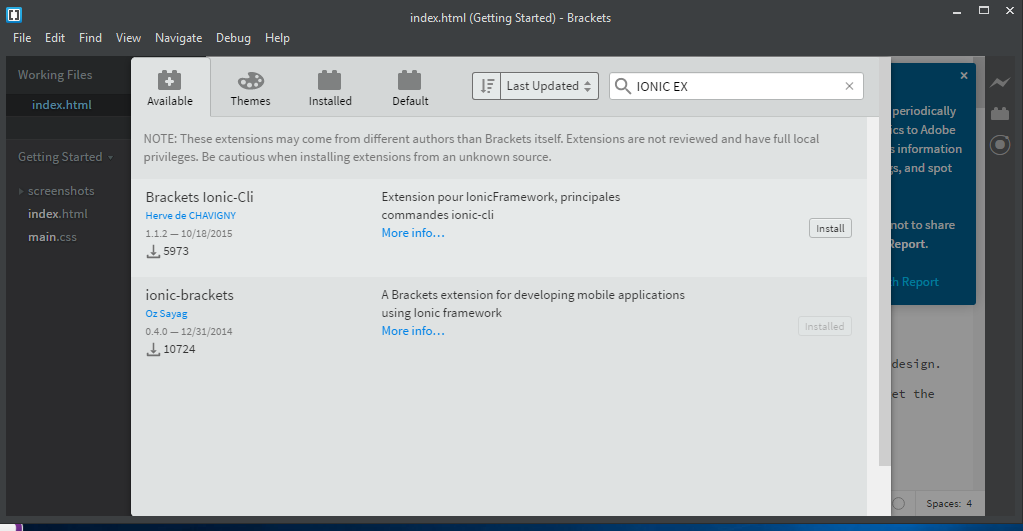 index.html (Getting Started) - Brackets
File Edit Find View Navigate Debug Help
Working Files
index.html
Getting Started
screenshots
index.html
main.css
Available
Themes
Installed
Default
Last Updated
IONIC EX
NOTE: These extensions may come from different authors than Brackets itself. Extensions are not reviewed and have full local
privileges. Be cautious when installing extensions from an unknown source.
Brackets Ionic-Cli
Herve de CHAVIGNY
1.1.2 — 10/18/2015
5973
Extension pour IonicFramework, principales
commandes ionic-cli
More info…
Install
ionic-brackets
Oz Sayag
0.4.0 — 12/31/2014
10724
A Brackets extension for developing mobile applications
using Ionic framework
More info…
Installed
periodically
ics to Adobe
information
gs, and spot
not to share
Report.
h Report
design.
et the
Spaces: 4